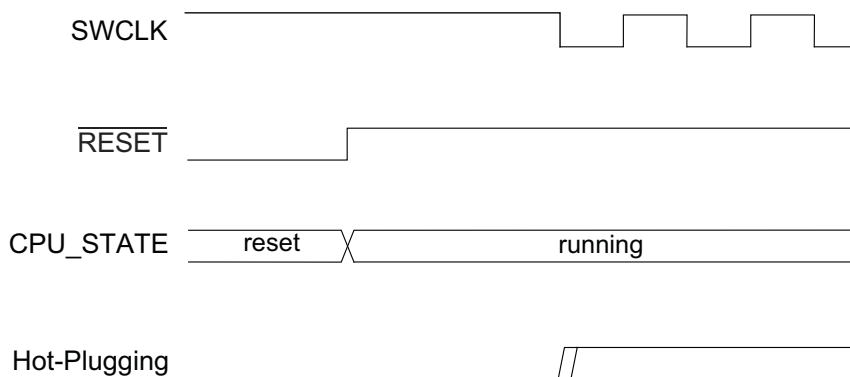 SWCLK
RESET
CPU_STATE reset running
Hot-Plugging